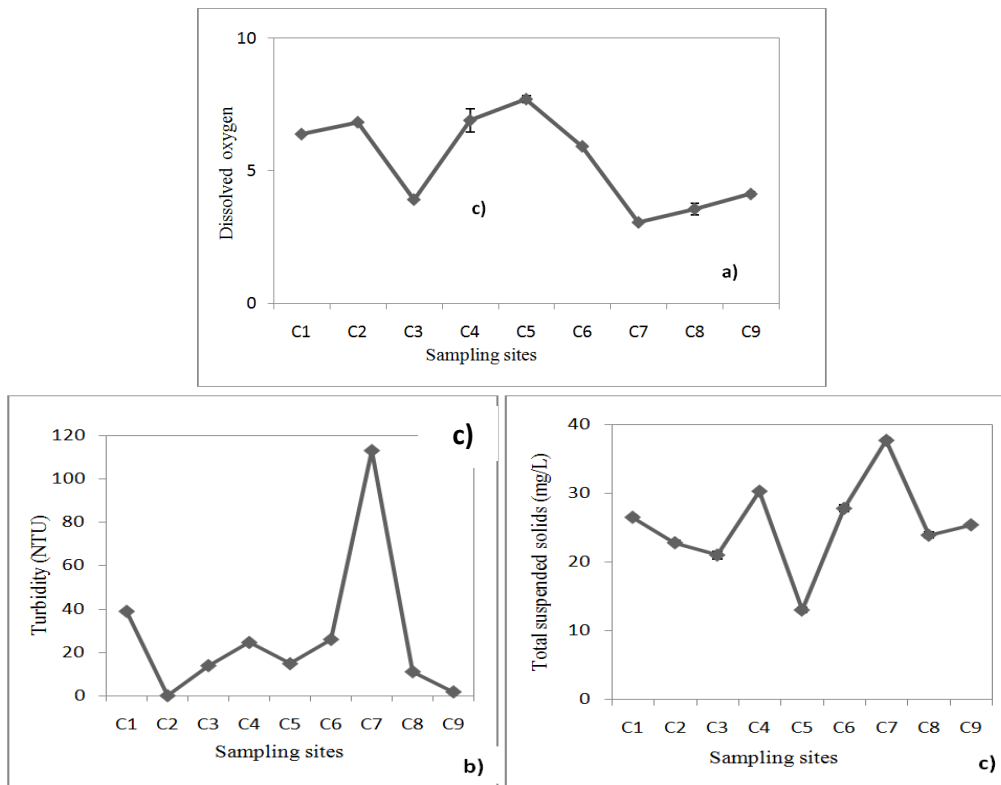 10
5
0
Dissolved oxygen
c)
a)
C1 C2 C3 C4 C5 C6 C7 C8 C9
Sampling sites
c)
120
100
80
60
40
20
0
Turbidity (NTU)
C1 C2 C3 C4 C5 C6 C7 C8 C9
Sampling sites
b)
40
30
20
10
0
Total suspended solids (mg/L)
C1 C2 C3 C4 C5 C6 C7 C8 C9
Sampling sites
c)